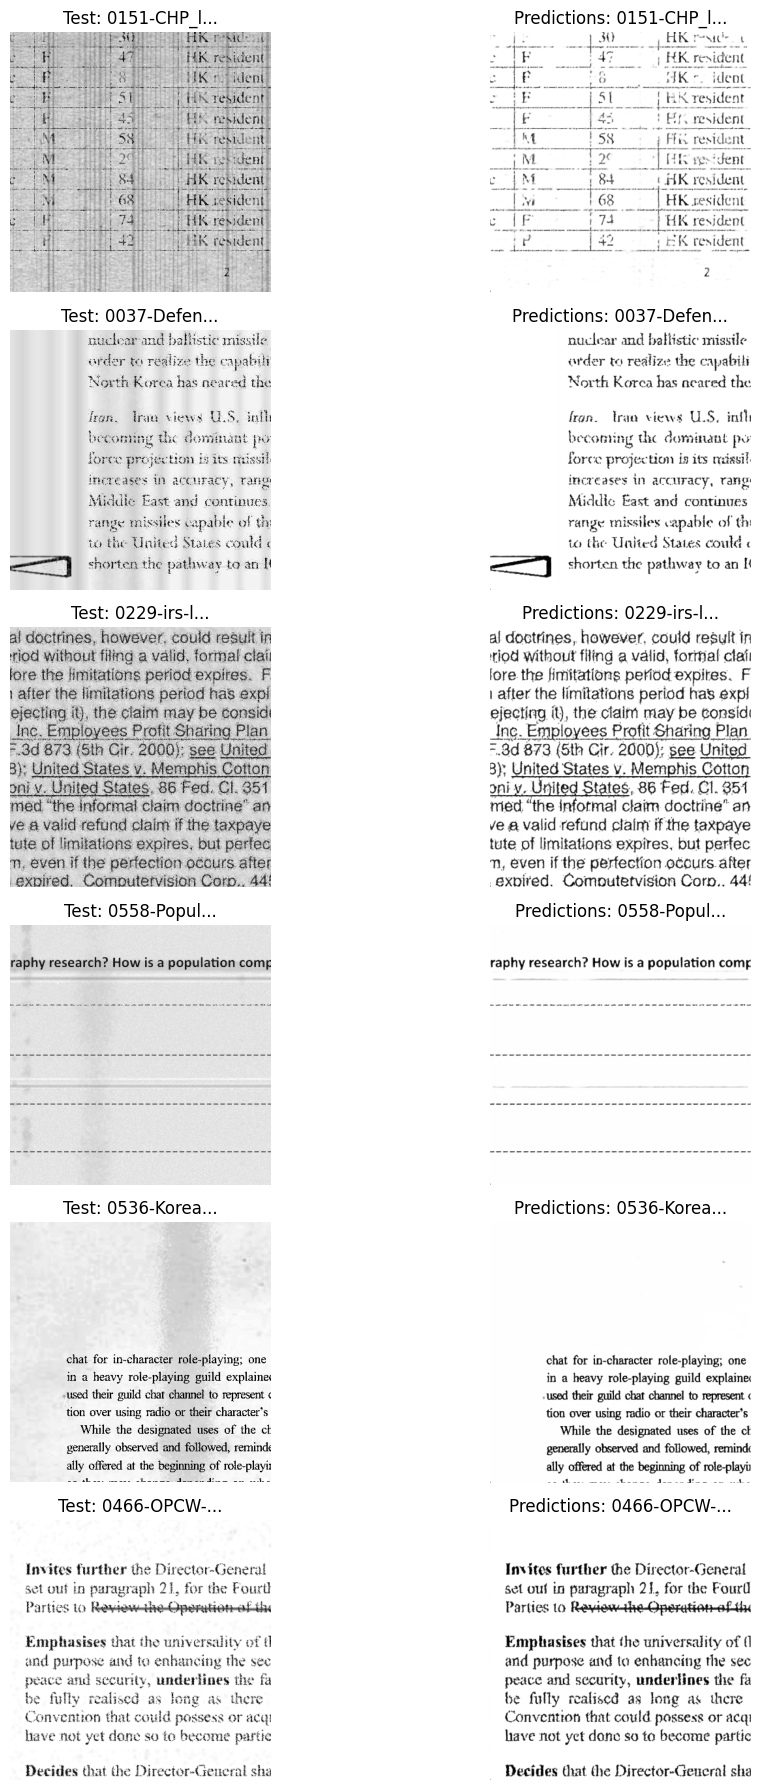 Test: 0151-CHP_l...
Predictions: 0151-CHP_l...
30
F 47 HK resident
F 8 HK resident
F 51 HK resident
F 45 HK resident
M 58 HK resident
M HK resident
M 84 HK resident
M 68 HK resident
F 74 HK resident
F 42 HK resident
2
30
F 47 HK resident
F 8 HK
F 51 HK resident
F 45 HK resident
M 58 HK resident
M HK
M 84 HK resident
M 68 HK resident
F 74 HK resident
42 HK resident
2
Test: 0037-Defen...
Predictions: 0037-Defen...
nuclear and ballistic missile
order to realize the capabili
North Korea has neared the
Iran. Iran views U.S. infl
becoming the dominant po
force projection is its missil
increases in accuracy, rang
Middle East and continues
range missiles capable of th
to the United States could
shorten the pathway to an I
nuclear and ballistic missile
order to realize the capabili
North Korea has neared the
Iran. Iran views U.S. infl
becoming the dominant po
force projection is its missil
increases in accuracy, rang
Middle East and continues
range missiles capable of th
to the United States could
shorten the pathway to an I
Test: 0229-irs-l...
Predictions: 0229-irs-l...
al doctrines, however, could result in
riod without filing a valid, formal clai
fore the limitations period expires. F
after the limitations period has expi
ejecting it), the claim may be conside
Inc. Employees Profit Sharing Plan
F.3d 873 (5th Cir. 2000); see United
3); United States v. Memphis Cotton
oni v. United States, 86 Fed. Cl. 351
med "the informal claim doctrine" an
ve a valid refund claim if the taxpaye
tute of limitations expires, but perfec
n, even if the perfection occurs after
expired. Computervision Corp., 445
al doctrines, however, could result in
riod without filing a valid, formal clai
fore the limitations period expires. F
after the limitations period has expi
ejecting it), the claim may be conside
Inc. Employees Profit Sharing Plan
F.3d 873 (5th Cir. 2000); see United
3); United States v. Memphis Cotton
oni v. United States, 86 Fed. Cl. 351
med "the informal claim doctrine" an
ve a valid refund claim if the taxpaye
tute of limitations expires, but perfec
n, even if the perfection occurs after
expired. Computervision Corp., 44
Test: 0558-Popul...
Predictions: 0558-Popul...
raphy research? How is a population comp
raphy research? How is a population comp
Test: 0536-Korea...
Predictions: 0536-Korea...
chat for in-character role-playing; one
in a heavy role-playing guild explained
used their guild chat channel to represent
tion over using radio or their character's
While the designated uses of the ch
generally observed and followed, reminde
ally offered at the beginning of role-playi
chat for in-character role-playing; one
in a heavy role-playing guild explained
used their guild chat channel to represent
tion over using radio or their character's
While the designated uses of the ch
generally observed and followed, reminde
ally offered at the beginning of role-playi
Test: 0466-OPCW-...
Predictions: 0466-OPCW-...
Invites further the Director-General
set out in paragraph 21, for the Fourtl
Parties to Review the Operation of the
Emphasises that the universality of tl
and purpose and to enhancing the sec
peace and security, underlines the fa
be fully realised as long as there
Convention that could possess or acqu
have not yet done so to become partie
Decides that the Director-General sha
Invites further the Director-General
set out in paragraph 21, for the Fourtl
Parties to Review the Operation of the
Emphasises that the universality of tl
and purpose and to enhancing the sec
peace and security, underlines the fa
be fully realised as long as there
Convention that could possess or acqu
have not yet done so to become partie
Decides that the Director-General sha